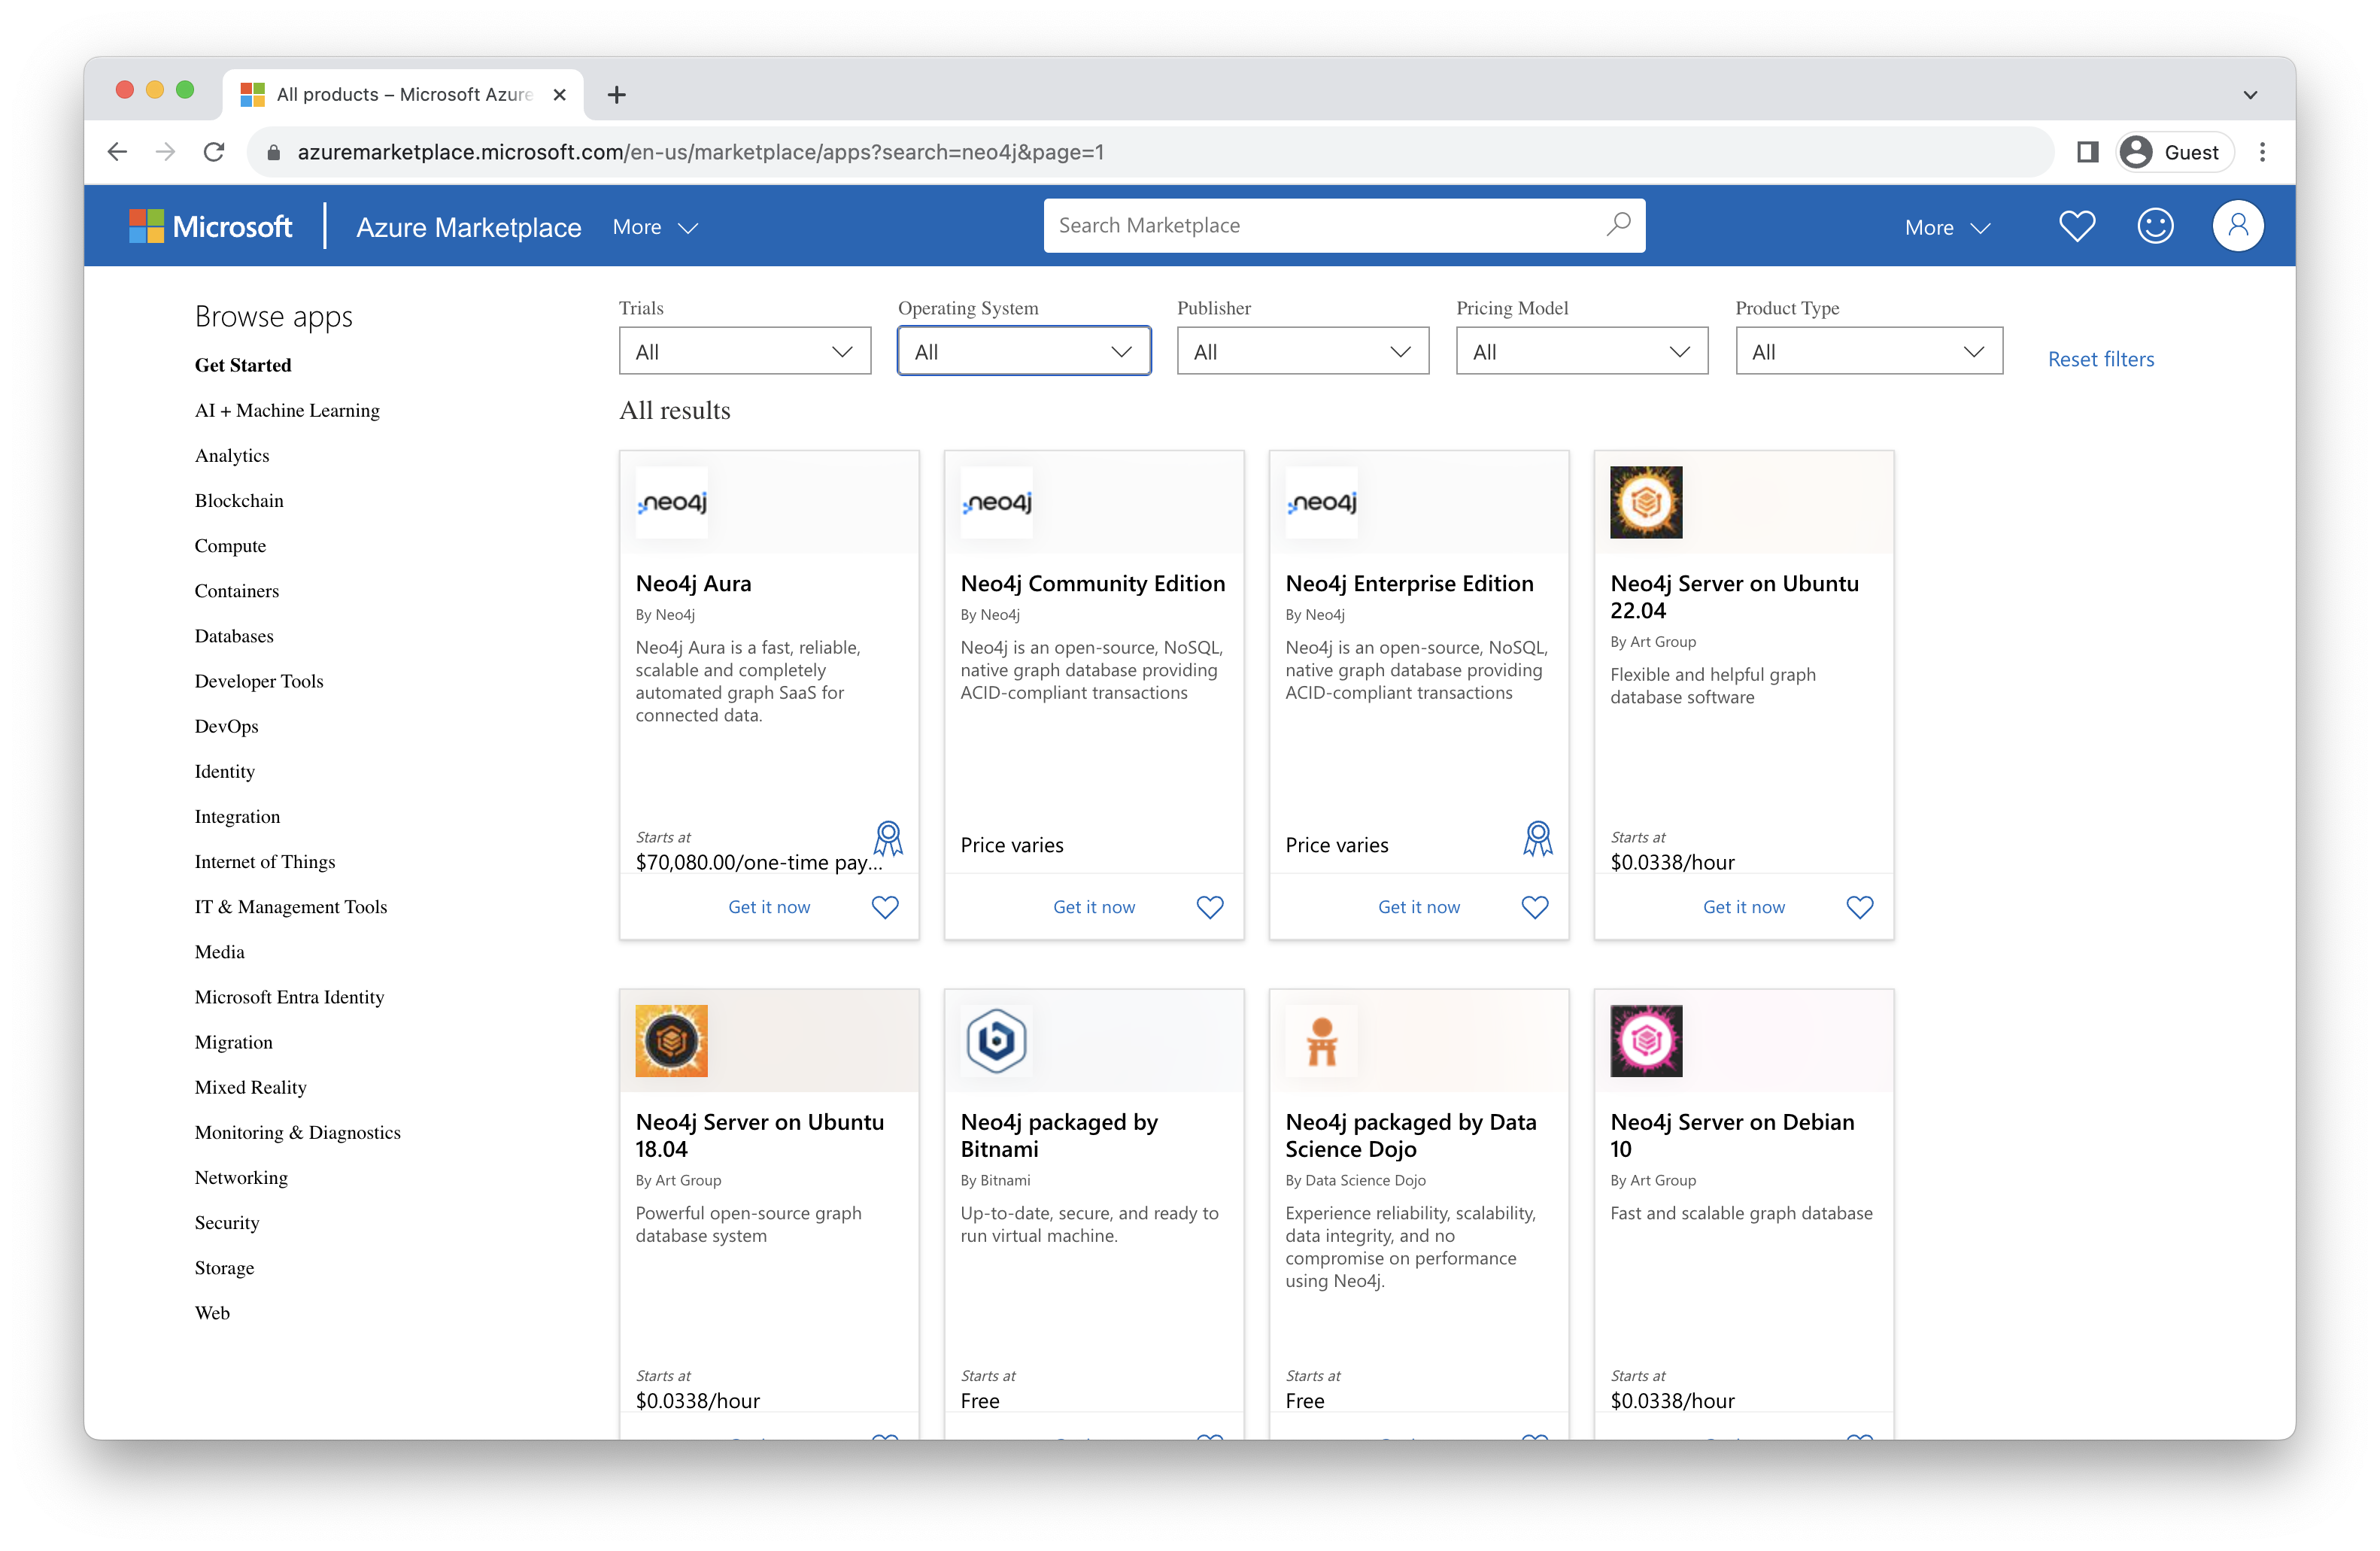 All products – Microsoft Azure
azuremarketplace.microsoft.com/en-us/marketplace/apps?search=neo4j&page=1
Guest
Microsoft
Azure Marketplace
More
Search Marketplace
More
Browse apps
Get Started
AI + Machine Learning
Analytics
Blockchain
Compute
Containers
Databases
Developer Tools
DevOps
Identity
Integration
Internet of Things
IT & Management Tools
Media
Microsoft Entra Identity
Migration
Mixed Reality
Monitoring & Diagnostics
Networking
Security
Storage
Web
Trials
All
Operating System
All
Publisher
All
Pricing Model
All
Product Type
All
Reset filters
All results
neo4j
Neo4j Aura
By Neo4j
Neo4j Aura is a fast, reliable,
scalable and completely
automated graph SaaS for
connected data.
Starts at
$70,080.00/one-time pay...
Get it now
neo4j
Neo4j Community Edition
By Neo4j
Neo4j is an open-source, NoSQL,
native graph database providing
ACID-compliant transactions
Price varies
Get it now
neo4j
Neo4j Enterprise Edition
By Neo4j
Neo4j is an open-source, NoSQL,
native graph database providing
ACID-compliant transactions
Price varies
Get it now
Neo4j Server on Ubuntu
22.04
By Art Group
Flexible and helpful graph
database software
Starts at
$0.0338/hour
Get it now
Neo4j Server on Ubuntu
18.04
By Art Group
Powerful open-source graph
database system
Starts at
$0.0338/hour
Neo4j packaged by
Bitnami
By Bitnami
Up-to-date, secure, and ready to
run virtual machine.
Starts at
Free
Neo4j packaged by Data
Science Dojo
By Data Science Dojo
Experience reliability, scalability,
data integrity, and no
compromise on performance
using Neo4j.
Starts at
Free
Neo4j Server on Debian
10
By Art Group
Fast and scalable graph database
Starts at
$0.0338/hour